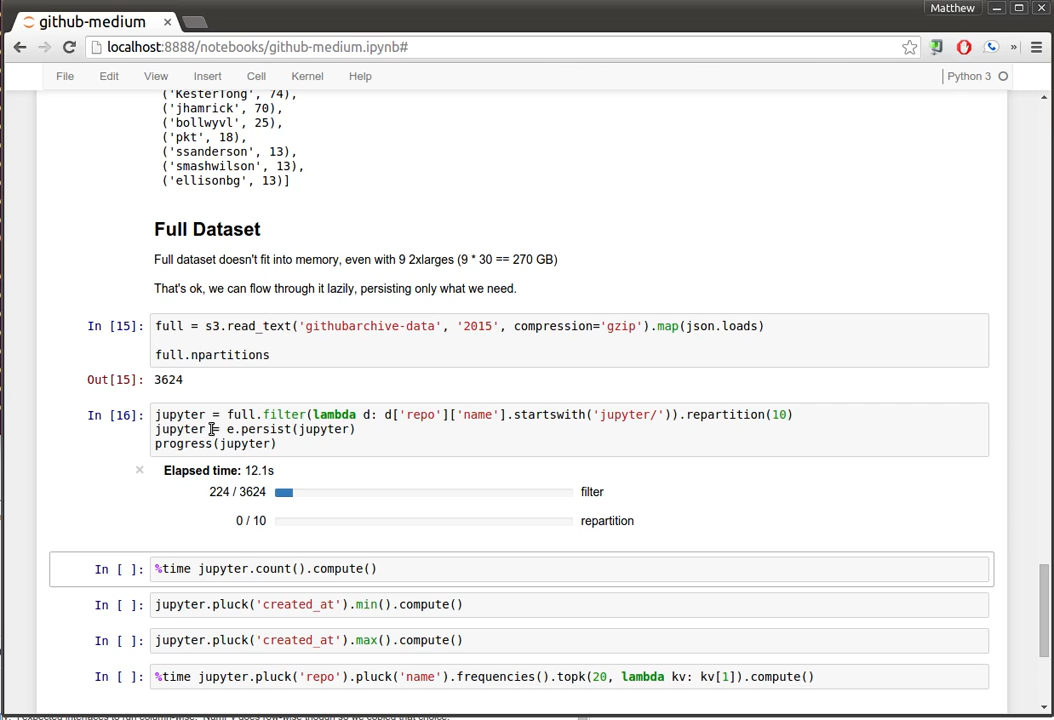 Matthew
github-medium
localhost:8888/notebooks/github-medium.ipynb#
File Edit View Insert Cell Kernel Help Python 3
('KesterTong', 74),
('jhamrick', 70),
('bollwyvl', 25),
('pkt', 18),
('ssanderson', 13),
('smashwilson', 13),
('ellisonbg', 13)]
Full Dataset
Full dataset doesn't fit into memory, even with 9 2xlarges (9 * 30 == 270 GB)
That's ok, we can flow through it lazily, persisting only what we need.
In [15]: full = s3.read_text('githubarchive-data', '2015', compression='gzip').map(json.loads)
full.npartitions
Out[15]: 3624
In [16]: jupyter = full.filter(lambda d: d['repo']['name'].startswith('jupyter/')).repartition(10)
jupyter = e.persist(jupyter)
progress(jupyter)
Elapsed time: 12.1s
224 / 3624 filter
0 / 10 repartition
In [ ]: %time jupyter.count().compute()
In [ ]: jupyter.pluck('created_at').min().compute()
In [ ]: jupyter.pluck('created_at').max().compute()
In [ ]: %time jupyter.pluck('repo').pluck('name').frequencies().topk(20, lambda kv: kv[1]).compute()